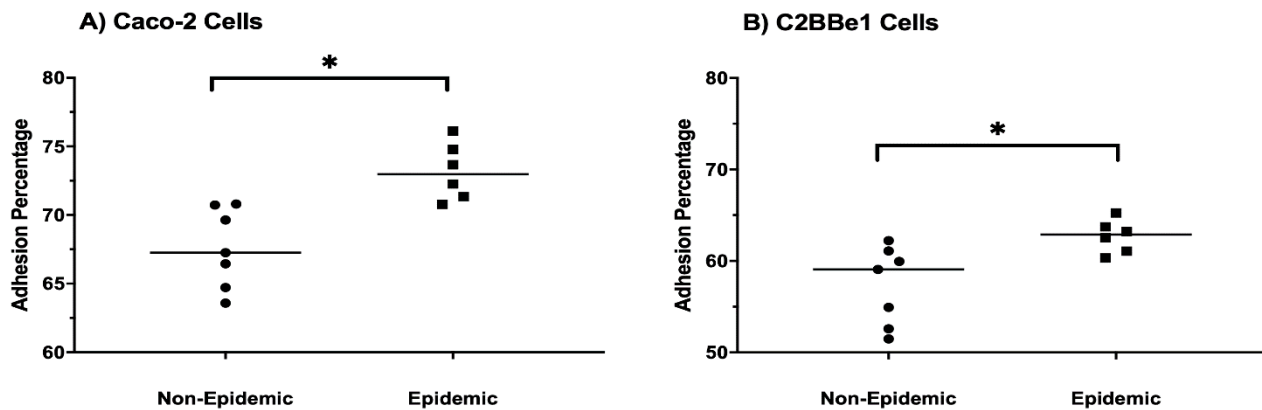 A) Caco-2 Cells
*
80
75
70
65
60
Adhesion Percentage
Non-Epidemic
Epidemic
B) C2BBe1 Cells
*
80
70
60
50
Adhesion Percentage
Non-Epidemic
Epidemic